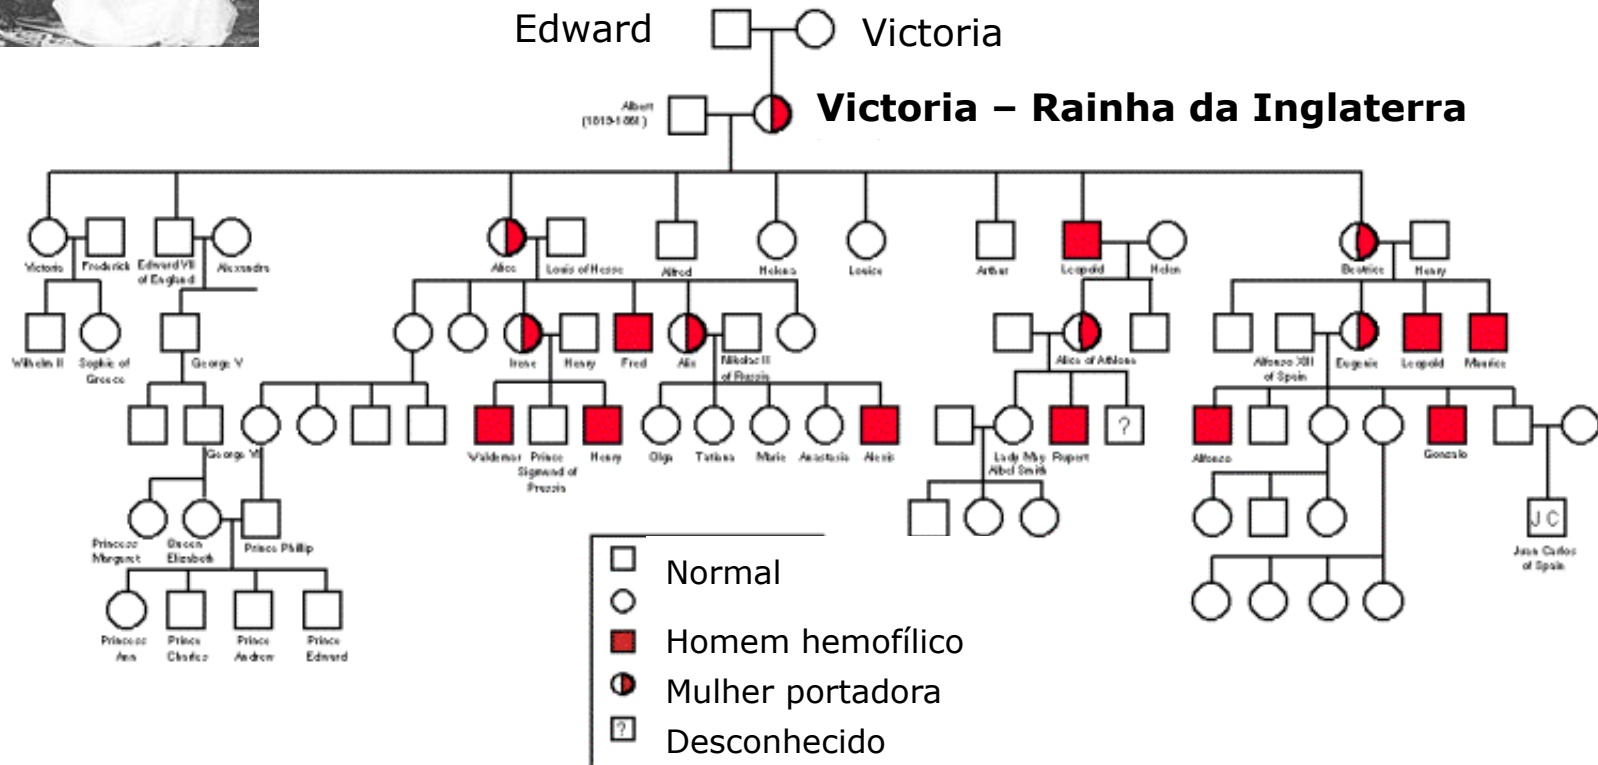 Edward
Victoria
Albert
(1819-1861)
Victoria – Rainha da Inglaterra
Victoria
Frederick
Edward VII
of England
Alexandra
Alice
Louis of Hesse
Alfred
Helena
Louise
Arthur
Leopold
Helen
Beatrice
Henry
Wilhelm II
Sophie of
Greece
George V
Irene
Henry
Fred
Alix
Nikolas II
of Russia
Alice of Athlone
Alfonso XIII
of Spain
Eugenie
Leopold
Maurice
George VI
Waldemar
Prince
Sigmund of
Prussia
Henry
Olga
Tatiana
Marie
Anastasia
Alexis
Lady May
Abel Smith
Rupert
?
Alfonso
Gonzalo
Princess
Margaret
Queen
Elizabeth
Prince Phillip
J C
Juan Carlos
of Spain
Princess
Ann
Prince
Charles
Prince
Andrew
Prince
Edward
Normal
Homem hemofílico
Mulher portadora
?
Desconhecido